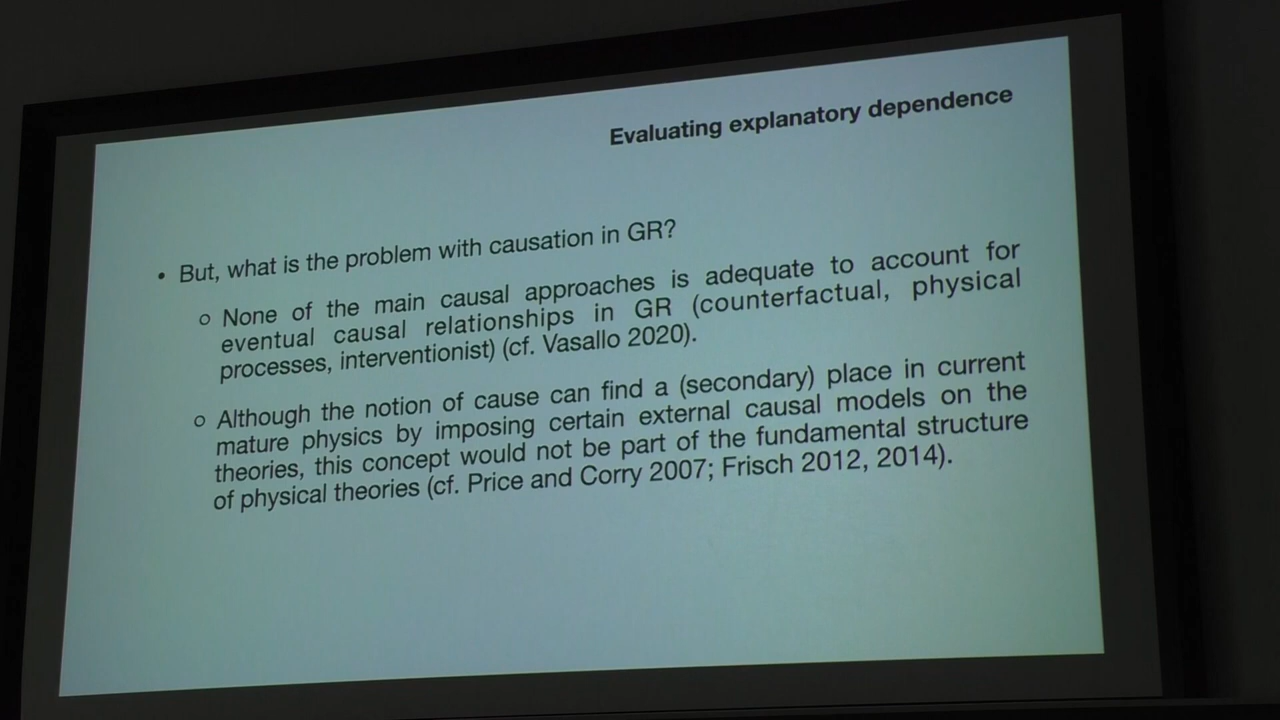 Evaluating explanatory dependence
• But, what is the problem with causation in GR?
o None of the main causal approaches is adequate to account for
eventual causal relationships in GR (counterfactual, physical
processes, interventionist) (cf. Vasallo 2020).
o Although the notion of cause can find a (secondary) place in current
mature physics by imposing certain external causal models on the
theories, this concept would not be part of the fundamental structure
of physical theories (cf. Price and Corry 2007; Frisch 2012, 2014).